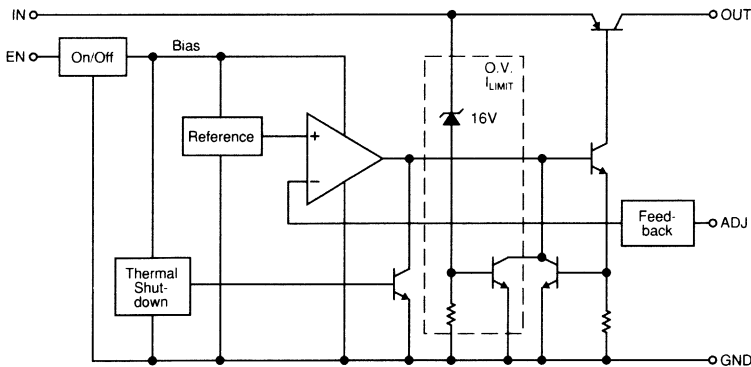 IN
OUT
EN
On/Off
Bias
O.V.
ILIMIT
16V
Reference
+
−
Feed-
back
ADJ
Thermal
Shut-
down
GND